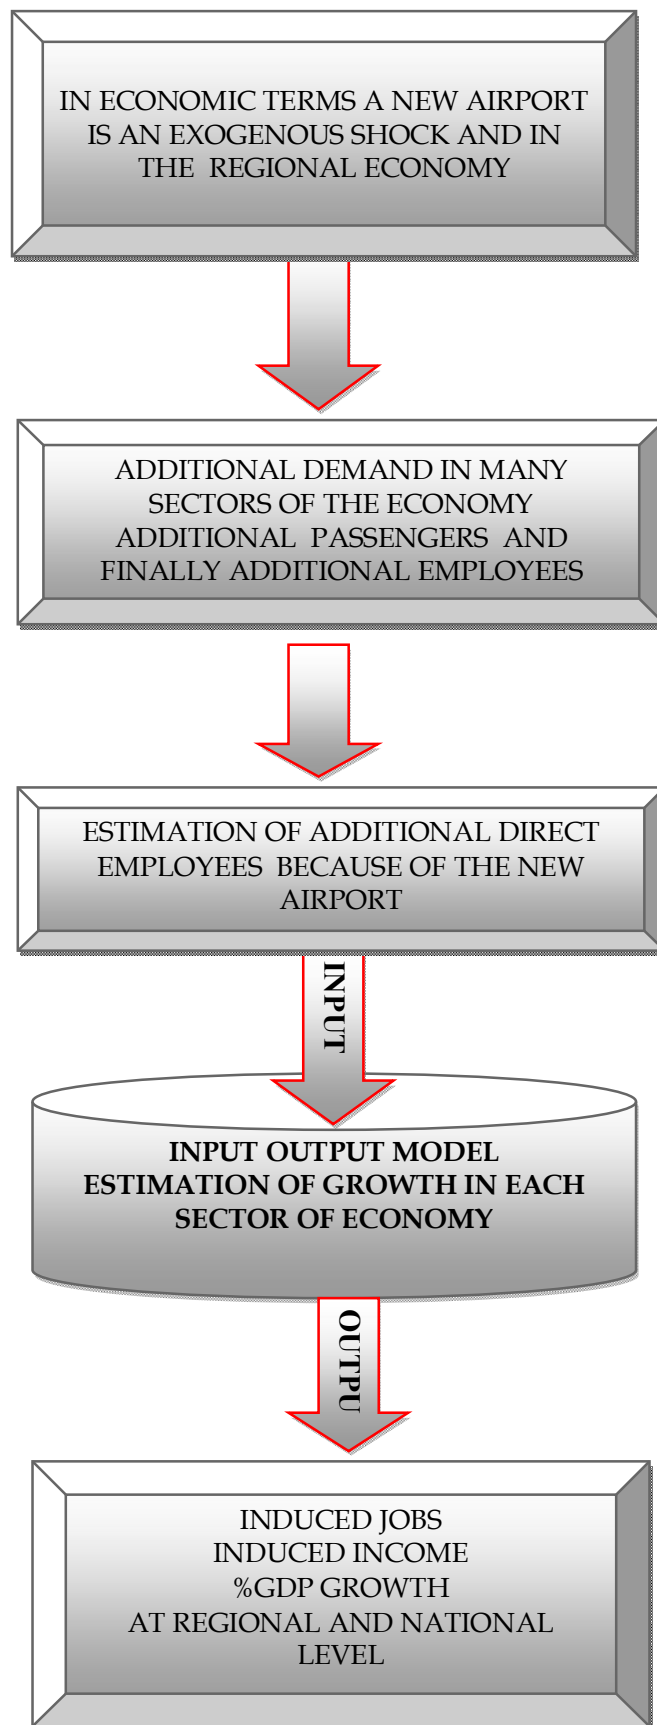 IN ECONOMIC TERMS A NEW AIRPORT
IS AN EXOGENOUS SHOCK AND IN
THE REGIONAL ECONOMY
ADDITIONAL DEMAND IN MANY
SECTORS OF THE ECONOMY
ADDITIONAL PASSENGERS AND
FINALLY ADDITIONAL EMPLOYEES
ESTIMATION OF ADDITIONAL DIRECT
EMPLOYEES BECAUSE OF THE NEW
AIRPORT
INPUT
INPUT OUTPUT MODEL
ESTIMATION OF GROWTH IN EACH
SECTOR OF ECONOMY
OUTPU
INDUCED JOBS
INDUCED INCOME
%GDP GROWTH
AT REGIONAL AND NATIONAL
LEVEL